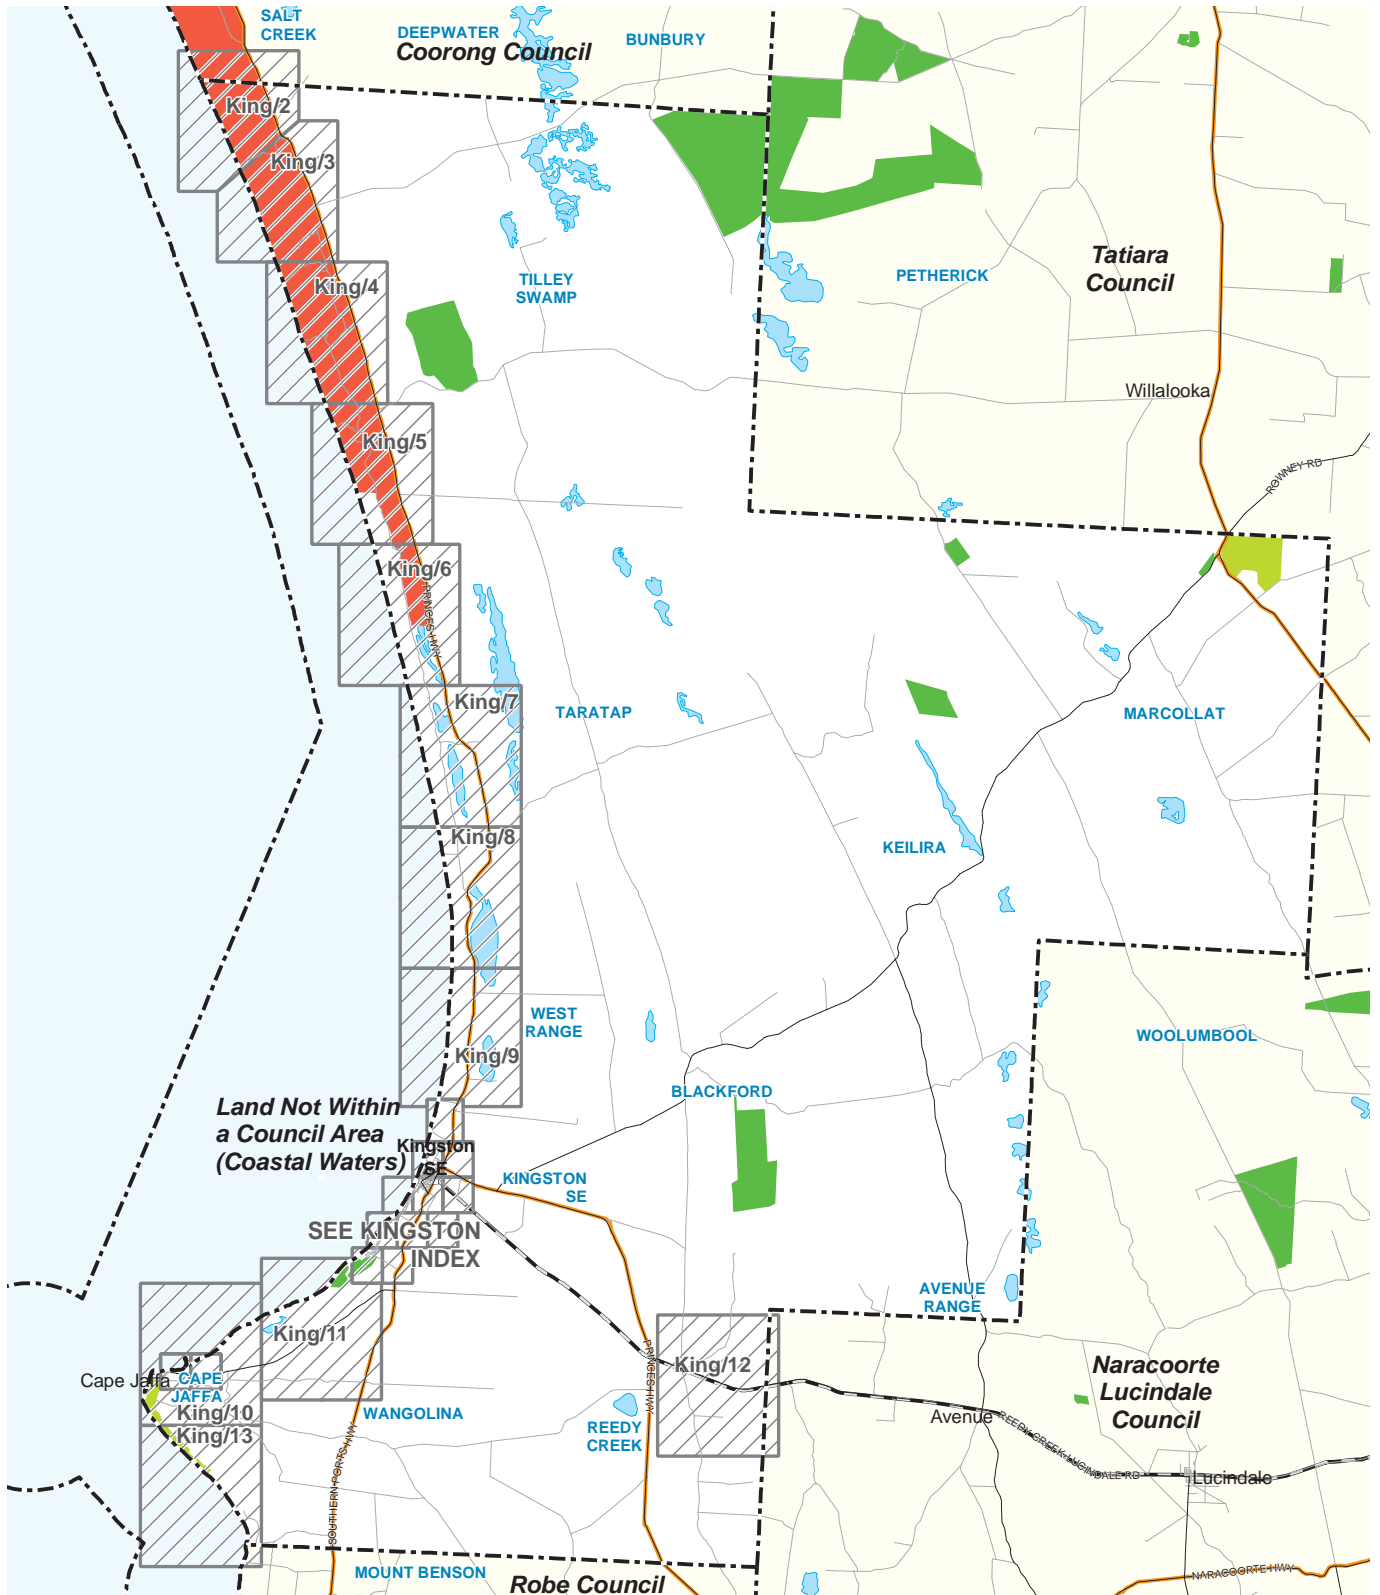 SALT
CREEK
DEEPWATER
BUNBURY
Coorong Council
King/2
King/3
King/4
TILLEY
SWAMP
PETHERICK
Tatiara
Council
Willalooka
King/5
ROWNEY RD
King/6
PRINCES HWY
King/7
TARATAP
MARCOLLAT
King/8
KEILIRA
WEST
RANGE
WOOLUMBOOL
King/9
BLACKFORD
Land Not Within
a Council Area
(Coastal Waters)
Kingston
SE
KINGSTON
SE
SEE KINGSTON
INDEX
AVENUE
RANGE
King/11
King/12
PRINCES HWY
Naracoorte
Lucindale
Council
Cape Jaffa
CAPE
JAFFA
King/10
WANGOLINA
REEDY
CREEK
Avenue
King/13
REEDY CREEK-LUCINDALE RD
Lucindale
SOUTHERN PORTS HWY
MOUNT BENSON
Robe Council
NARACOORTE HWY